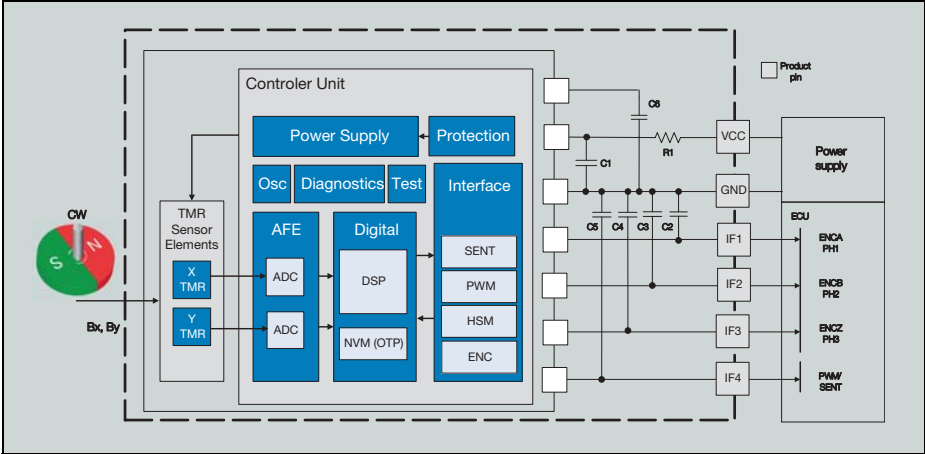 Controler Unit
Product
pin
C6
Power Supply
Protection
VCC
R1
Power
supply
C1
Osc
Diagnostics
Test
Interface
GND
CW
TMR
Sensor
Elements
AFE
Digital
C5
C4
C3
C2
ECU
S
N
IF1
ENCA
PH1
SENT
X
TMR
ADC
DSP
IF2
ENCB
PH2
PWM
Bx, By
Y
TMR
ADC
HSM
IF3
ENCZ
PH3
NVM (OTP)
ENC
IF4
PWM/
SENT